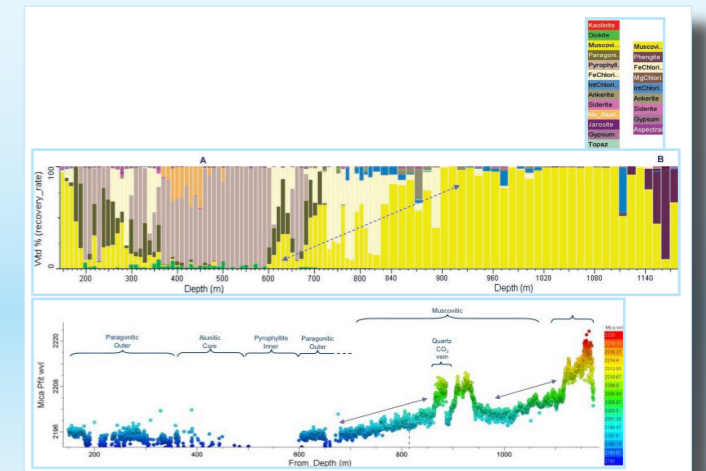 Kaolinite
Dickite
Muscovi...
Paragoni
Pyrophyll.
FeChlori..
IntChlori..
Ankerite
Siderite
Jarosite
Gypsum
Topaz
Muscovi..
Phengite
FeChlori..
MgChlori
IntChlori..
Ankerite
Siderite
Gypsum
Aspectral
A
B
Wtd % (recovery_rate)
100
0
200
300
400
500
600
700
800
840
900
960
1020
1080
1140
Depth (m)
Depth (m)
Muscovitic
Paragonitic
Outer
Alunitic
Core
Pyrophyllite
Inner
Paragonitic
Outer
Quartz
CO₂
vein
Mica Pfit wvl
2220
2208
2196
200
400
600
800
1000
From_Depth (m)
Mica wvl